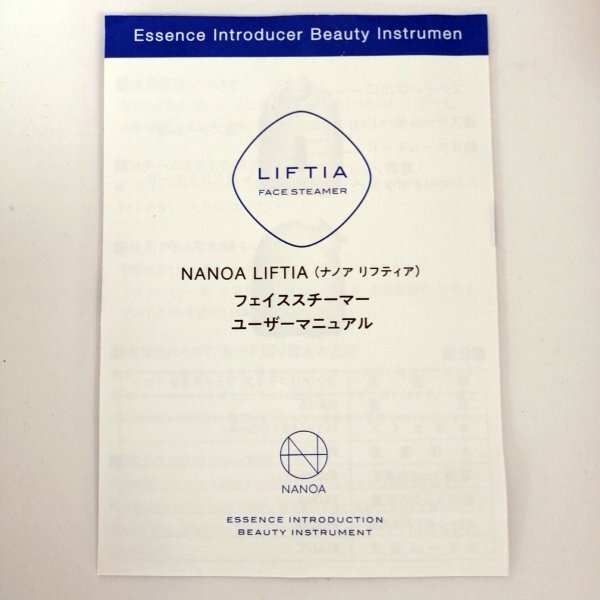 Essence Introducer Beauty Instrumen
LIFTIA
FACE STEAMER
NANOA LIFTIA (ナノア リフティア)
フェイススチーマー
ユーザーマニュアル
NANOA
ESSENCE INTRODUCTION
BEAUTY INSTRUMENT